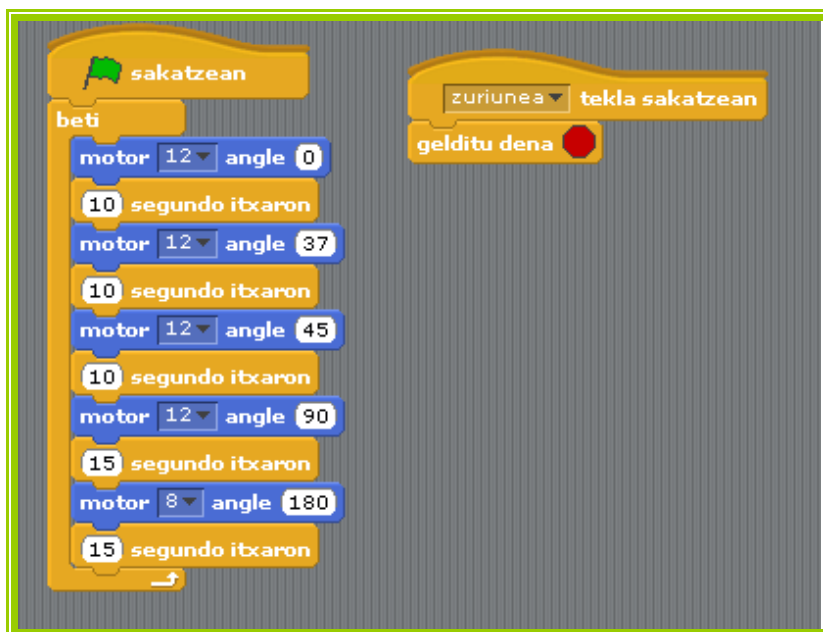 sakatzean
beti
motor 12 angle 0
10 segundo itxaron
motor 12 angle 37
10 segundo itxaron
motor 12 angle 45
10 segundo itxaron
motor 12 angle 90
15 segundo itxaron
motor 8 angle 180
15 segundo itxaron
zuriunea tekla sakatzean
gelditu dena